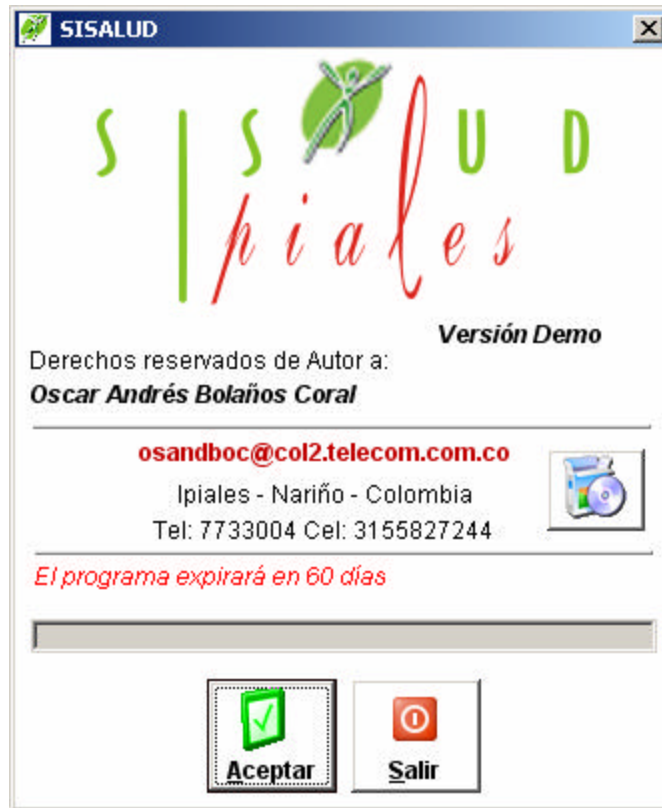 SISALUD
SISALUD
Ipiales
Versión Demo
Derechos reservados de Autor a:
Oscar Andrés Bolaños Coral
osandboc@col2.telecom.com.co
Ipiales - Nariño - Colombia
Tel: 7733004 Cel: 3155827244
El programa expirará en 60 días
Aceptar Salir